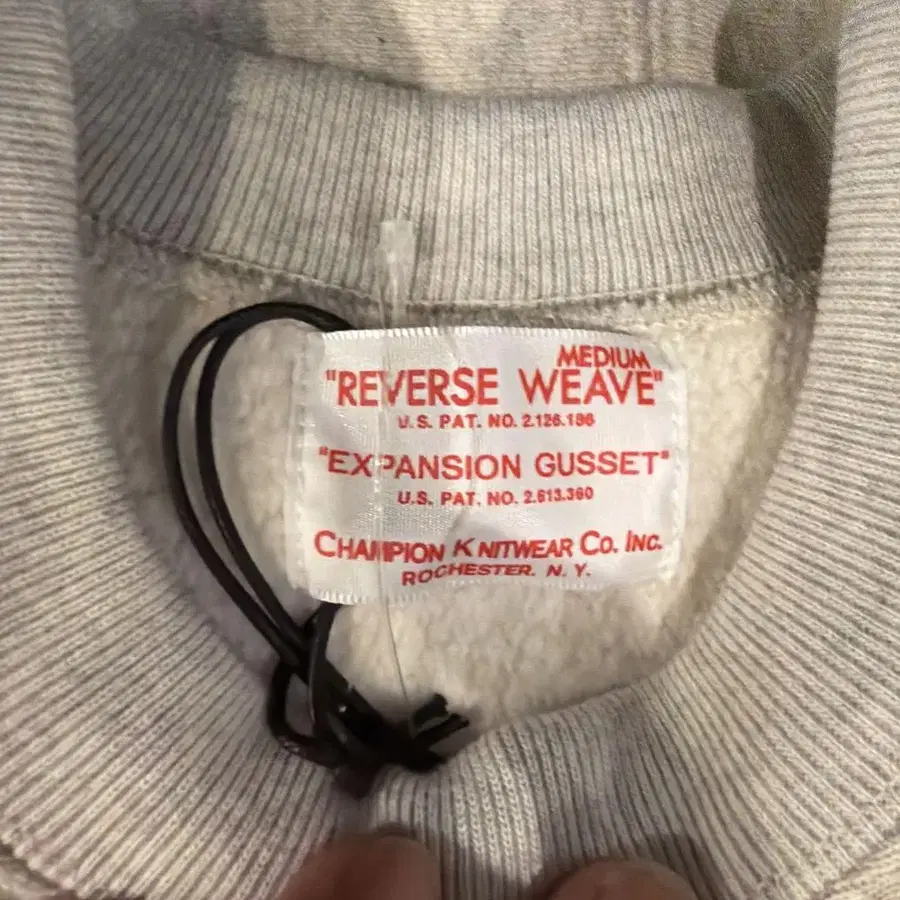 MEDIUM
"REVERSE WEAVE"
U.S. PAT. NO. 2.126.186
"EXPANSION GUSSET"
U.S. PAT. NO. 2.613.360
CHAMPION KNITWEAR CO. INC.
ROCHESTER. N.Y.